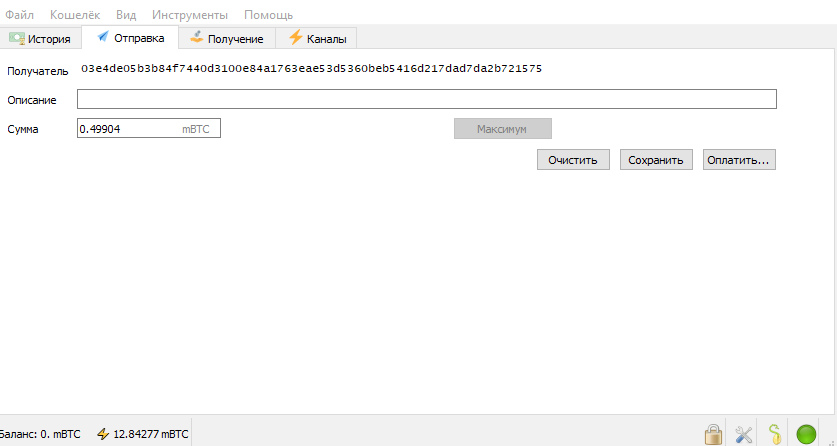 Файл Кошелёк Вид Инструменты Помощь
История Отправка Получение Каналы
Получатель 03e4de05b3b84f7440d3100e84a1763eae53d5360beb5416d217dad7da2b721575
Описание
Сумма 0.49904 mBTC Максимум
Очистить Сохранить Оплатить...
Баланс: 0. mBTC 12.84277 mBTC